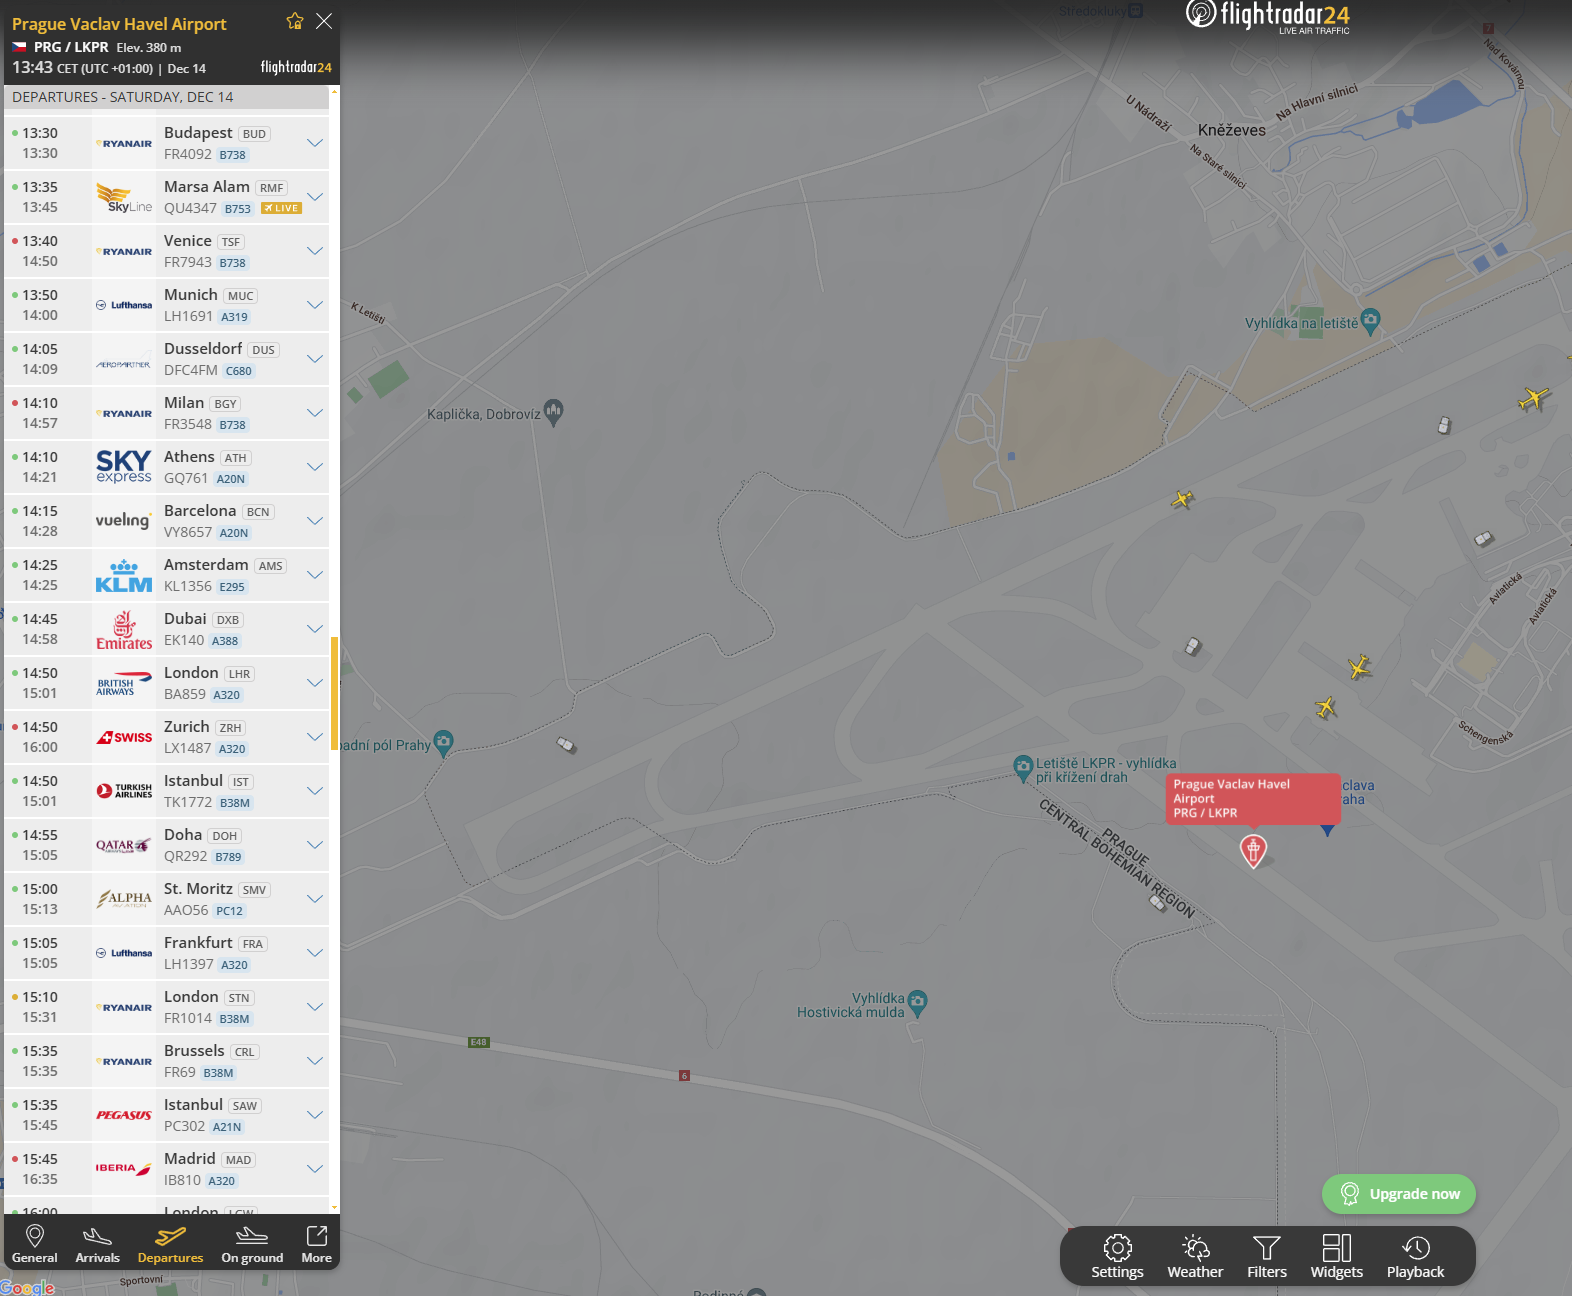 Prague Vaclav Havel Airport
PRG / LKPR Elev. 380 m
13:43 CET (UTC +01:00) | Dec 14
flightradar24
DEPARTURES - SATURDAY, DEC 14
13:30 RYANAIR Budapest BUD
13:30 FR4092 B738
13:35 SkyLine Marsa Alam RMF
13:45 QU4347 B753 LIVE
13:40 RYANAIR Venice TSF
14:50 FR7943 B738
13:50 Lufthansa Munich MUC
14:00 LH1691 A319
14:05 AEROPARTNER Dusseldorf DUS
14:09 DFC4FM C680
14:10 RYANAIR Milan BGY
14:57 FR3548 B738
14:10 SKY express Athens ATH
14:21 GQ761 A20N
14:15 vueling Barcelona BCN
14:28 VY8657 A20N
14:25 KLM Amsterdam AMS
14:25 KL1356 E295
14:45 Emirates Dubai DXB
14:58 EK140 A388
14:50 BRITISH AIRWAYS London LHR
15:01 BA859 A320
14:50 SWISS Zurich ZRH
16:00 LX1487 A320
14:50 TURKISH AIRLINES Istanbul IST
15:01 TK1772 B38M
14:55 QATAR Doha DOH
15:05 QR292 B789
15:00 ALPHA AVIATION St. Moritz SMV
15:13 AAO56 PC12
15:05 Lufthansa Frankfurt FRA
15:05 LH1397 A320
15:10 RYANAIR London STN
15:31 FR1014 B38M
15:35 RYANAIR Brussels CRL
15:35 FR69 B38M
15:35 PEGASUS Istanbul SAW
15:45 PC302 A21N
15:45 IBERIA Madrid MAD
16:35 IB810 A320
16:00 London LGW
General Arrivals Departures On ground More
Google
Sportovní
Středokluky
flightradar24
LIVE AIR TRAFFIC
7
Nad Kovárnou
U Nádraží
Na Hlavní silnici
Kněževes
Na Staré silnici
K Letišti
Vyhlídka na letiště
Kaplička, Dobrovíz
Aviatická
Aviatická
Schengenská
padní pól Prahy
Letiště LKPR - vyhlídka
při křížení drah
Prague Vaclav Havel
Airport
PRG / LKPR
clava
raha
PRAGUE
CENTRAL BOHEMIAN REGION
Vyhlídka
Hostivická mulda
E48
6
Rodinné
Upgrade now
Settings Weather Filters Widgets Playback